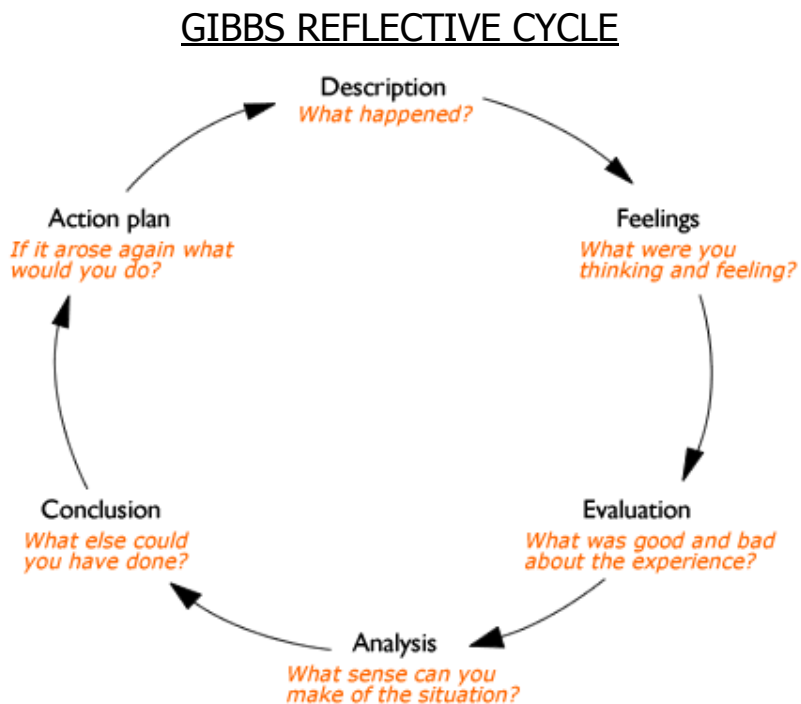 GIBBS REFLECTIVE CYCLE
Description
What happened?
Feelings
What were you
thinking and feeling?
Evaluation
What was good and bad
about the experience?
Analysis
What sense can you
make of the situation?
Conclusion
What else could
you have done?
Action plan
If it arose again what
would you do?